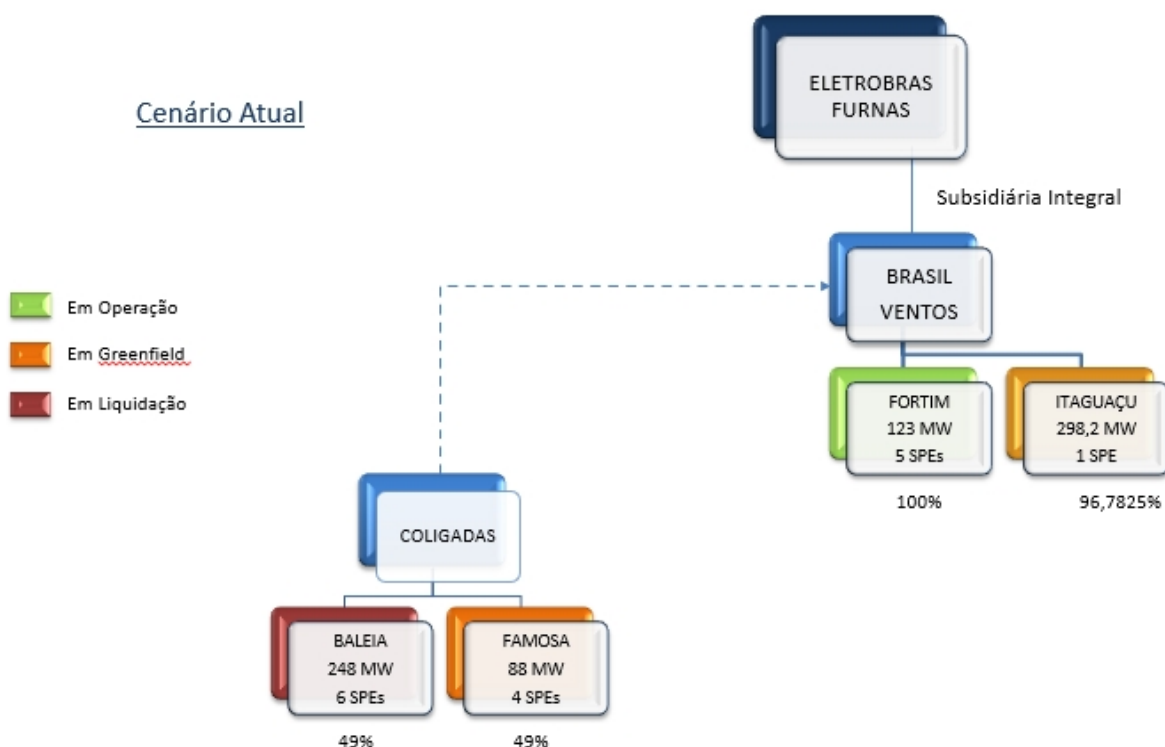 Cenário Atual
ELETROBRAS
FURNAS
Subsidiária Integral
BRASIL
VENTOS
Em Operação
Em Greenfield
Em Liquidação
FORTIM
123 MW
5 SPEs
100%
ITAGUAÇU
298,2 MW
1 SPE
96,7825%
COLIGADAS
BALEIA
248 MW
6 SPEs
49%
FAMOSA
88 MW
4 SPEs
49%